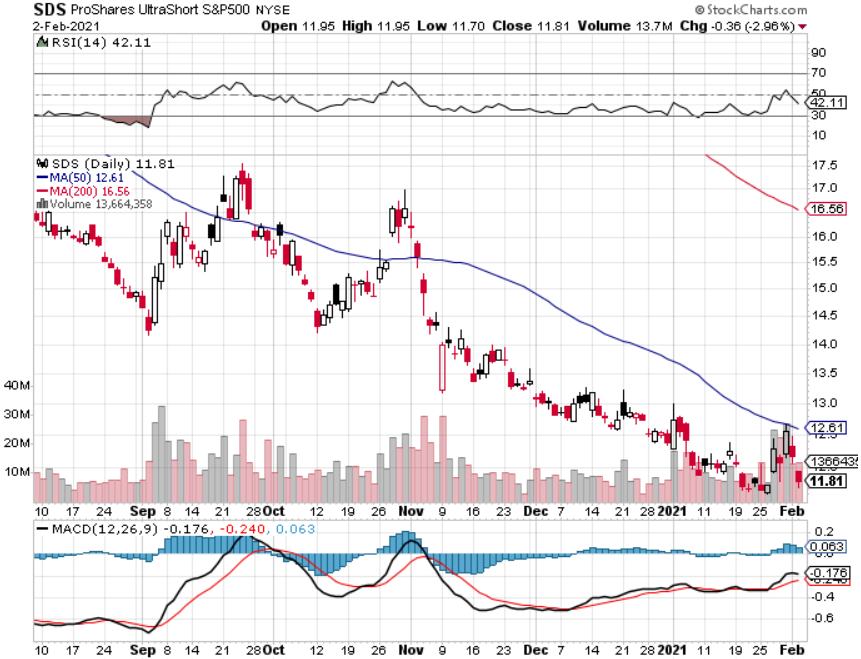 SDS ProShares UltraShort S&P500 NYSE
© StockCharts.com
2-Feb-2021
Open 11.95 High 11.95 Low 11.70 Close 11.81 Volume 13.7M Chg -0.36 (-2.96%)
RSI(14) 42.11
90
70
50
42.11
30
10
SDS (Daily) 11.81
MA(50) 12.61
MA(200) 16.56
Volume 13,664,358
17.5
17.0
16.56
16.0
15.5
15.0
14.5
14.0
13.5
13.0
12.61
12.5
1366435
11.81
40M
30M
20M
10M
10 17 24 Sep 8 14 21 28 Oct 12 19 26 Nov 9 16 23 Dec 7 14 21 28 2021 11 19 25 Feb
MACD(12,26,9) -0.176, -0.240, 0.063
0.2
0.063
-0.176
-0.240
-0.4
-0.6
10 17 24 Sep 8 14 21 28 Oct 12 19 26 Nov 9 16 23 Dec 7 14 21 28 2021 11 19 25 Feb